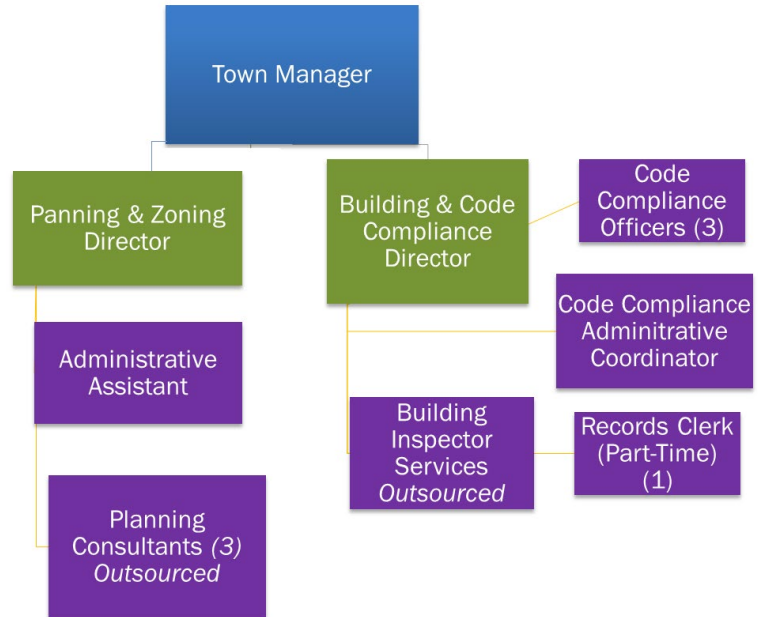 Town Manager
Panning & Zoning
Director
Building & Code
Compliance
Director
Code
Compliance
Officers (3)
Administrative
Assistant
Code Compliance
Adminitrative
Coordinator
Building
Inspector
Services
Outsourced
Records Clerk
(Part-Time)
(1)
Planning
Consultants (3)
Outsourced